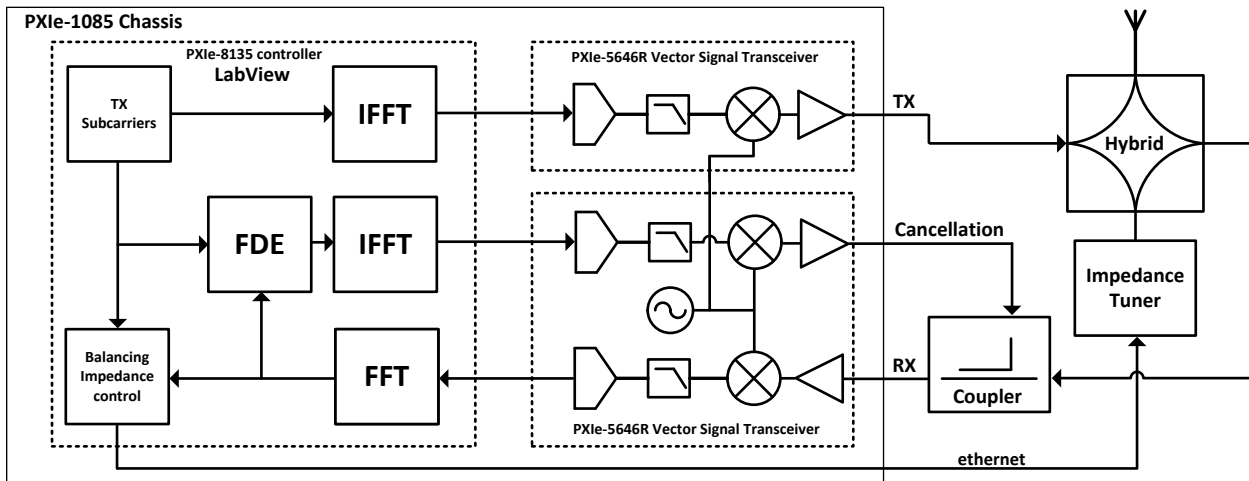 PXIe-1085 Chassis
PXIe-8135 controller
LabView
TX
Subcarriers
IFFT
PXIe-5646R Vector Signal Transceiver
TX
Hybrid
FDE
IFFT
Cancellation
Impedance
Tuner
Balancing
Impedance
control
FFT
RX
Coupler
PXIe-5646R Vector Signal Transceiver
ethernet